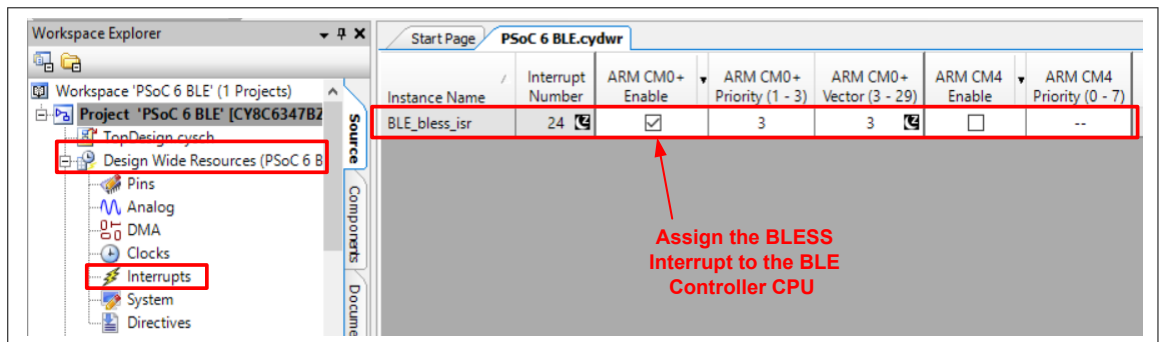 Workspace Explorer
Start Page
PSoC 6 BLE.cydwr
Workspace 'PSoC 6 BLE' (1 Projects)
Project 'PSoC 6 BLE' [CY8C6347BZ
TopDesign.cysch
Design Wide Resources (PSoC 6 B
Pins
Analog
DMA
Clocks
Interrupts
System
Directives
Source
Components
Docume
Instance Name
Interrupt
Number
ARM CM0+
Enable
ARM CM0+
Priority (1 - 3)
ARM CM0+
Vector (3 - 29)
ARM CM4
Enable
ARM CM4
Priority (0 - 7)
BLE_bless_isr 24 3 3 --
Assign the BLESS
Interrupt to the BLE
Controller CPU